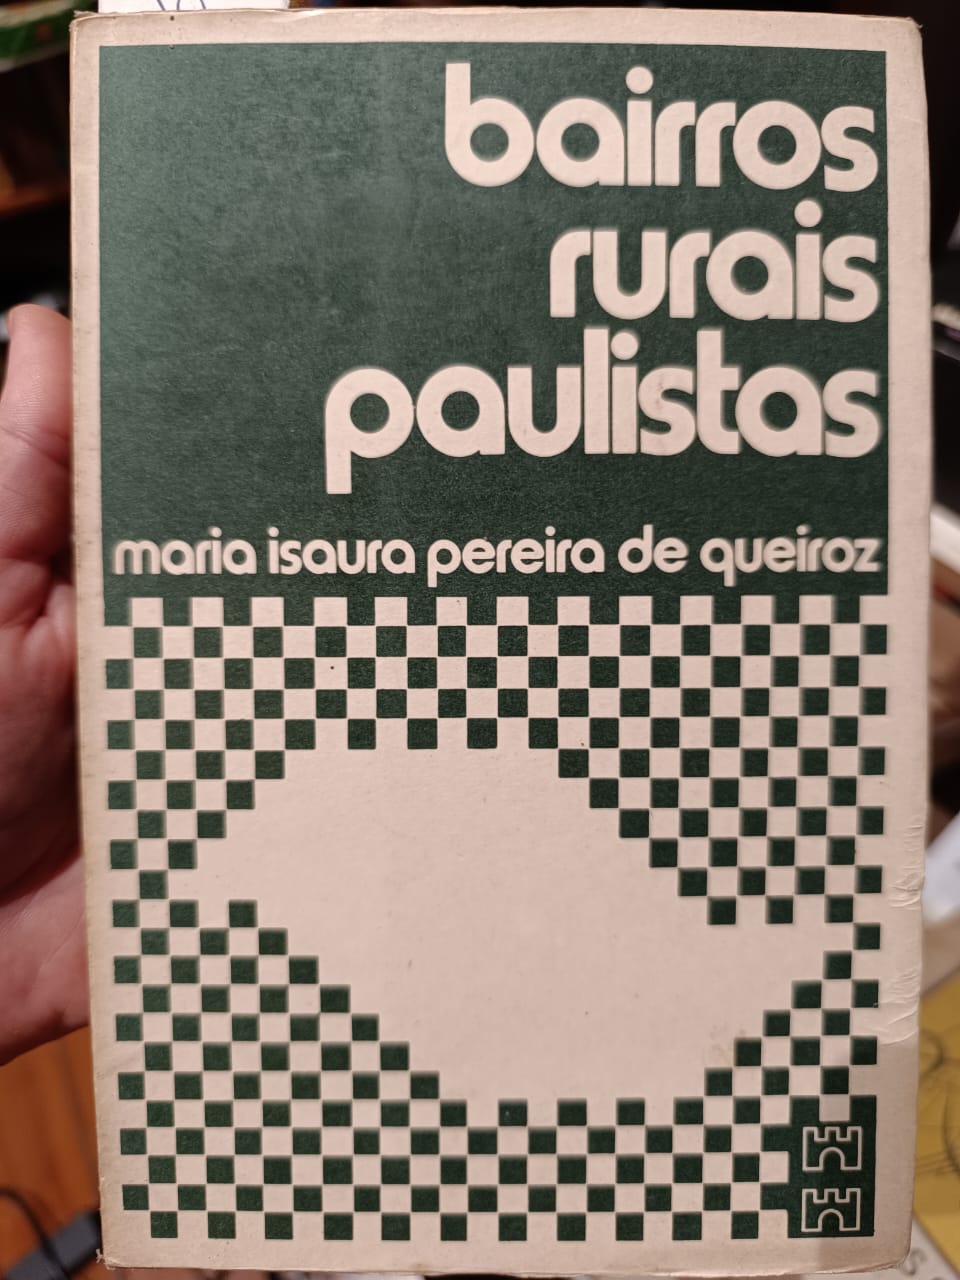 bairros
rurais
paulistas
maria isaura pereira de queiroz